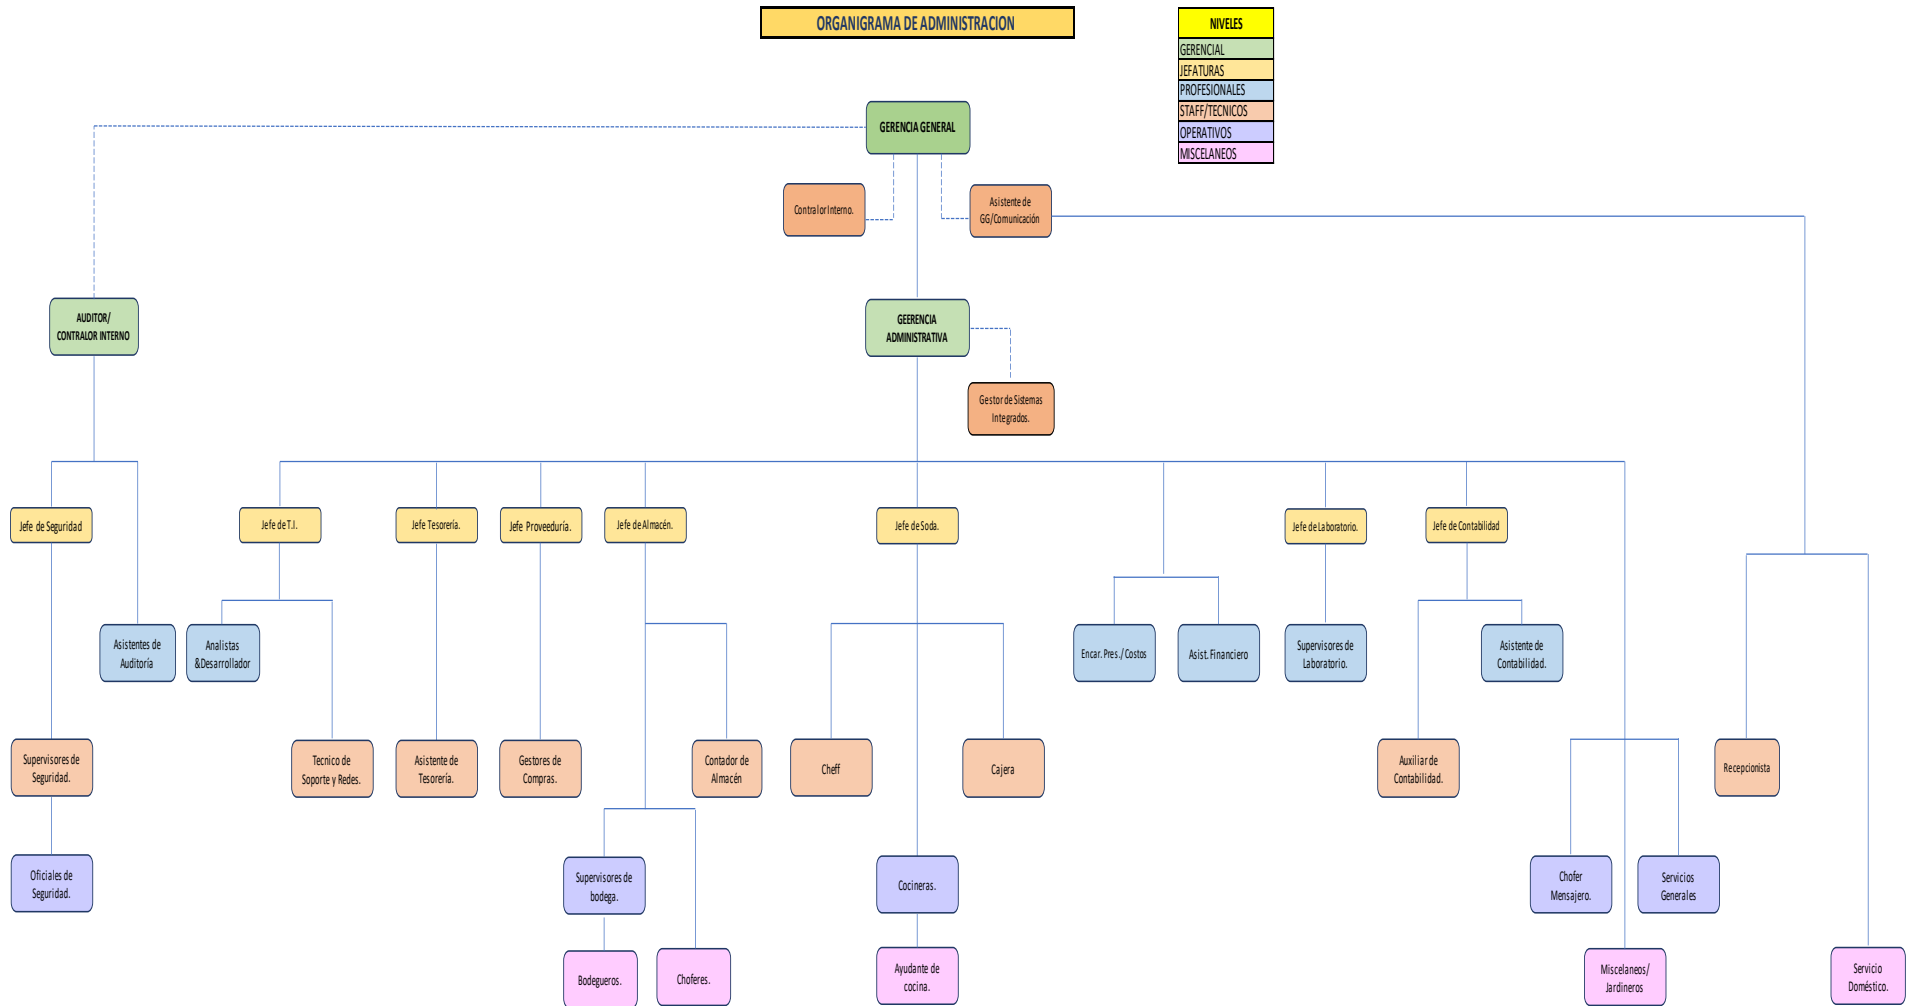 ORGANIGRAMA DE ADMINISTRACION
NIVELES
GERENCIAL
JEFATURAS
PROFESIONALES
STAFF/TECNICOS
OPERATIVOS
MISCELANEOS
GERENCIA GENERAL
Contralor Interno.
Asistente de
GG/Comunicación
AUDITOR/
CONTRALOR INTERNO
GEERENCIA
ADMINISTRATIVA
Gestor de Sistemas
Integrados.
Jefe de Seguridad
Jefe de T.I.
Jefe Tesorería.
Jefe Proveeduría.
Jefe de Almacén.
Jefe de Soda.
Jefe de Laboratorio.
Jefe de Contabilidad
Asistentes de
Auditoría
Analistas
&Desarrollador
Encar. Pres./ Costos
Asist. Financiero
Supervisores de
Laboratorio.
Asistente de
Contabilidad.
Supervisores de
Seguridad.
Tecnico de
Soporte y Redes.
Asistente de
Tesorería.
Gestores de
Compras.
Contador de
Almacén
Cheff
Cajera
Auxiliar de
Contabilidad.
Recepcionista
Oficiales de
Seguridad.
Supervisores de
bodega.
Cocineras.
Chofer
Mensajero.
Servicios
Generales
Bodegueros.
Choferes.
Ayudante de
cocina.
Miscelaneos/
Jardineros
Servicio
Doméstico.